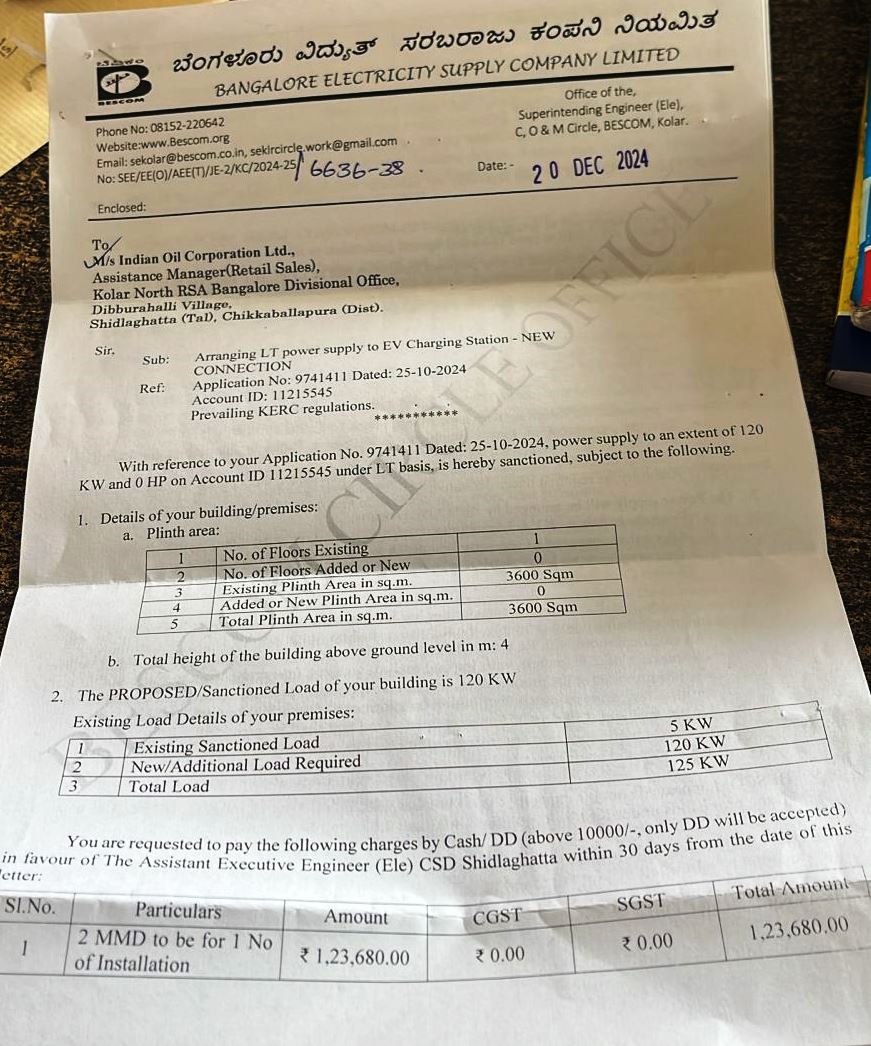 ಬೆಂಗಳೂರು ವಿದ್ಯುತ್ ಸರಬರಾಜು ಕಂಪನಿ ನಿಯಮಿತ
BANGALORE ELECTRICITY SUPPLY COMPANY LIMITED
BESCOM
Phone No: 08152-220642
Website:www.Bescom.org
Email: sekolar@bescom.co.in, seklrcircle.work@gmail.com
No: SEE/EE(O)/AEE(T)/JE-2/KC/2024-25/ 6636-38
Office of the,
Superintending Engineer (Ele),
C, O & M Circle, BESCOM, Kolar.
Date:- 20 DEC 2024
Enclosed:
To
M/s Indian Oil Corporation Ltd.,
Assistance Manager(Retail Sales),
Kolar North RSA Bangalore Divisional Office,
Dibburahalli Village,
Shidlaghatta (Tal), Chikkaballapura (Dist).
Sir,
Sub: Arranging LT power supply to EV Charging Station - NEW
CONNECTION
Ref: Application No: 9741411 Dated: 25-10-2024
Account ID: 11215545
Prevailing KERC regulations.
***********
With reference to your Application No. 9741411 Dated: 25-10-2024, power supply to an extent of 120
KW and 0 HP on Account ID 11215545 under LT basis, is hereby sanctioned, subject to the following.
1. Details of your building/premises:
a. Plinth area:
1 No. of Floors Existing 1
2 No. of Floors Added or New 0
3 Existing Plinth Area in sq.m. 3600 Sqm
4 Added or New Plinth Area in sq.m. 0
5 Total Plinth Area in sq.m. 3600 Sqm
b. Total height of the building above ground level in m: 4
2. The PROPOSED/Sanctioned Load of your building is 120 KW
Existing Load Details of your premises:
1 Existing Sanctioned Load 5 KW
2 New/Additional Load Required 120 KW
3 Total Load 125 KW
You are requested to pay the following charges by Cash/ DD (above 10000/-, only DD will be accepted)
in favour of The Assistant Executive Engineer (Ele) CSD Shidlaghatta within 30 days from the date of this
letter:
Sl.No. Particulars Amount CGST SGST Total Amount
1 2 MMD to be for 1 No of Installation ₹ 1,23,680.00 ₹ 0.00 ₹ 0.00 1,23,680.00